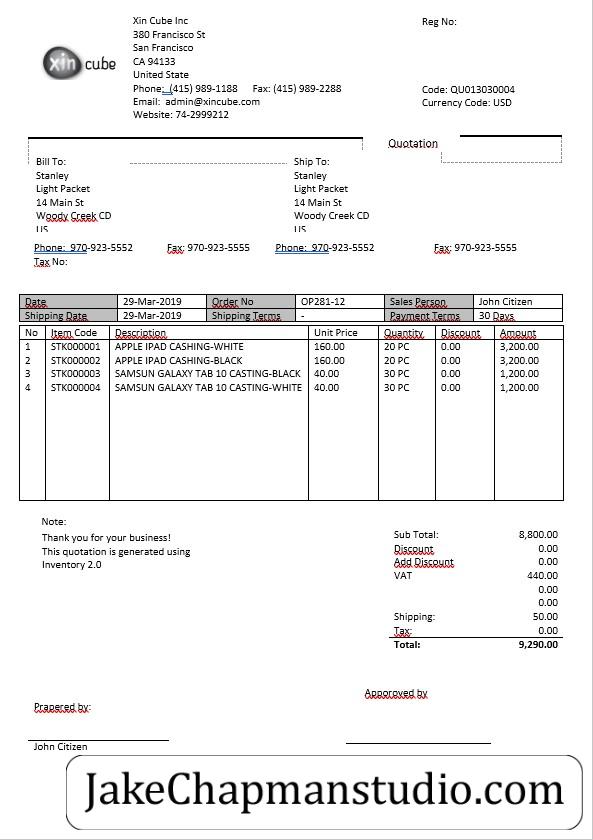 Xin Cube Inc
Reg No:
380 Francisco St
San Francisco
xin cube
CA 94133
United State
Phone: (415) 989-1188 Fax: (415) 989-2288
Code: QU013030004
Email: admin@xincube.com
Currency Code: USD
Website: 74-2999212
Quotation
Bill To:
Stanley
Light Packet
14 Main St
Woody Creek CD
US
Ship To:
Stanley
Light Packet
14 Main St
Woody Creek CD
US
Phone: 970-923-5552 Fax: 970-923-5555 Phone: 970-923-5552 Fax: 970-923-5555
Tax No:
Date 29-Mar-2019 Order No OP281-12 Sales Person John Citizen
Shipping Date 29-Mar-2019 Shipping Terms - Payment Terms 30 Days
No Item Code Description Unit Price Quantity Discount Amount
1 STK000001 APPLE IPAD CASHING-WHITE 160.00 20 PC 0.00 3,200.00
2 STK000002 APPLE IPAD CASHING-BLACK 160.00 20 PC 0.00 3,200.00
3 STK000003 SAMSUN GALAXY TAB 10 CASTING-BLACK 40.00 30 PC 0.00 1,200.00
4 STK000004 SAMSUN GALAXY TAB 10 CASTING-WHITE 40.00 30 PC 0.00 1,200.00
Note:
Thank you for your business!
This quotation is generated using
Inventory 2.0
Sub Total: 8,800.00
Discount 0.00
Add Discount 0.00
VAT 440.00
0.00
0.00
Shipping: 50.00
Tax: 0.00
Total: 9,290.00
Apporoved by
Prapered by:
John Citizen
JakeChapmanstudio.com